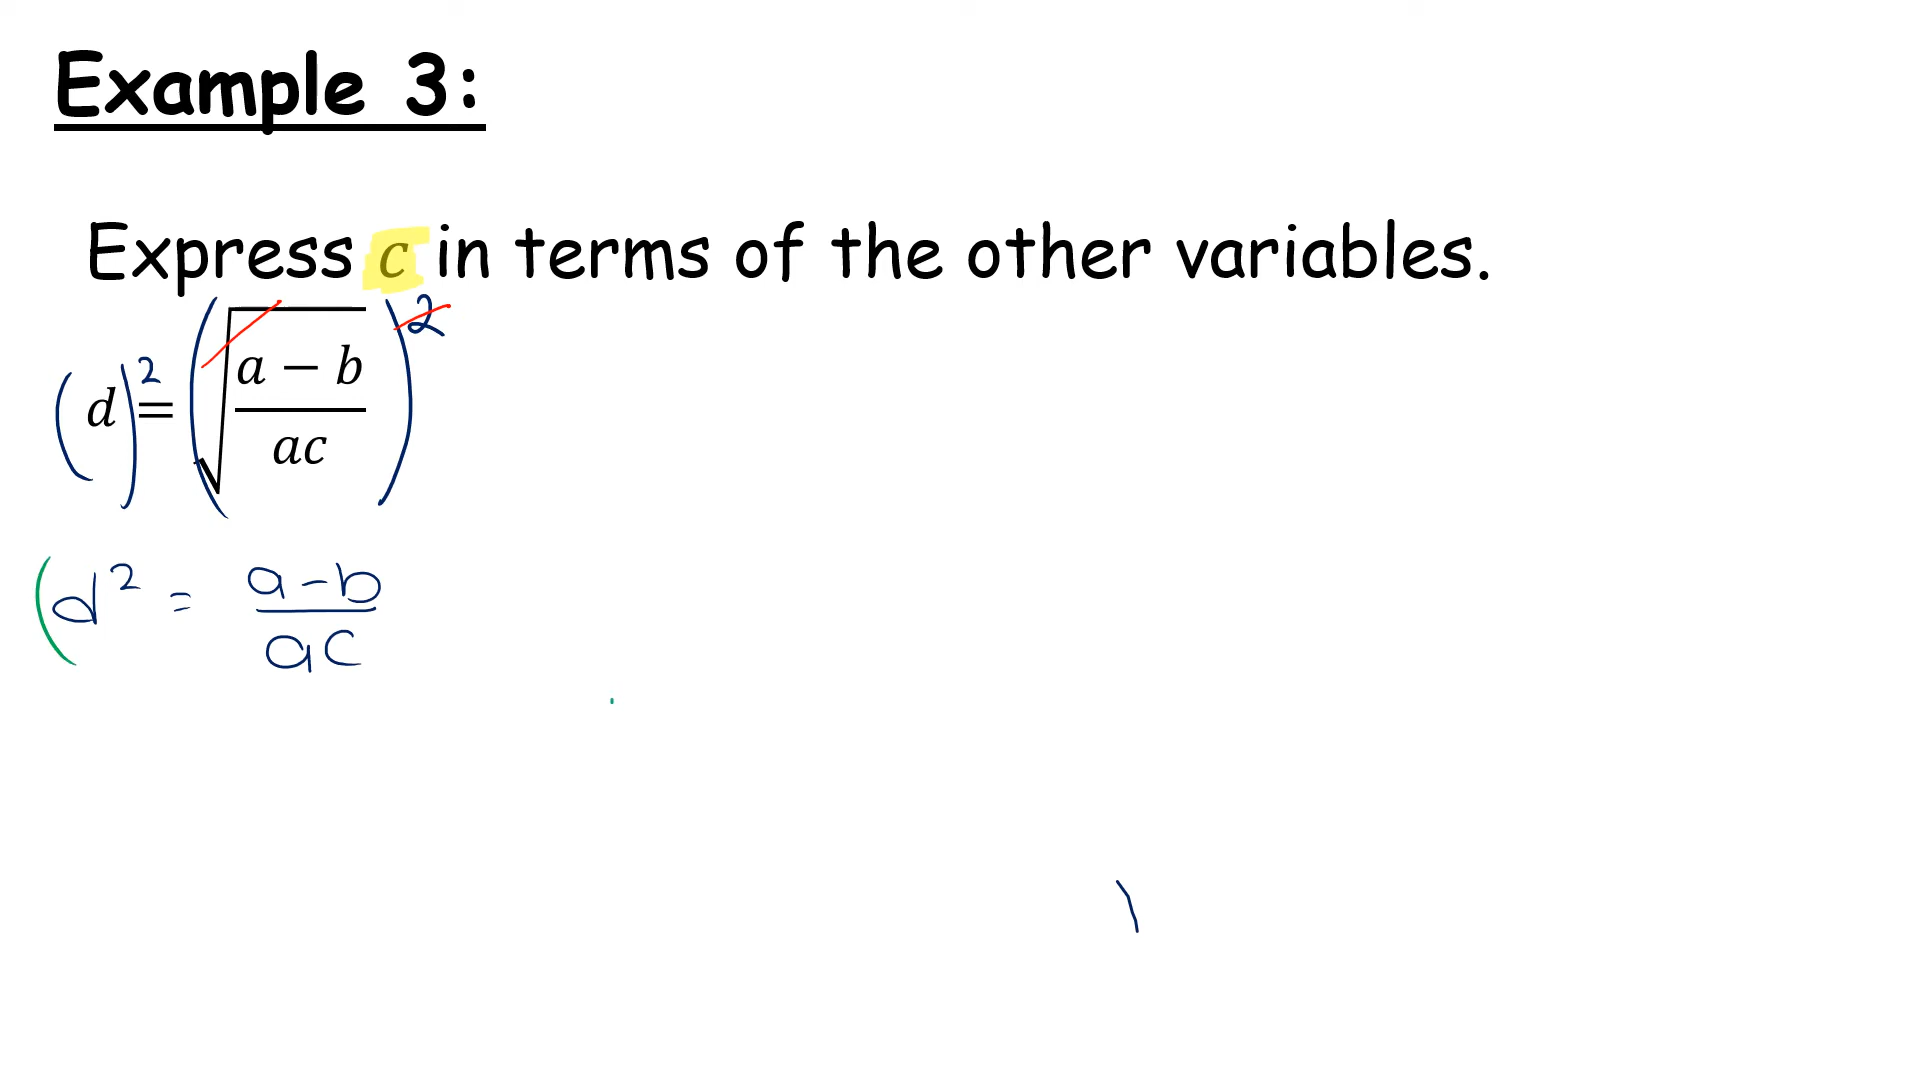 Example 3:
Express c in terms of the other variables.
(d)² = (√((a − b)/(ac)))²
(d² = (a-b)/(ac)